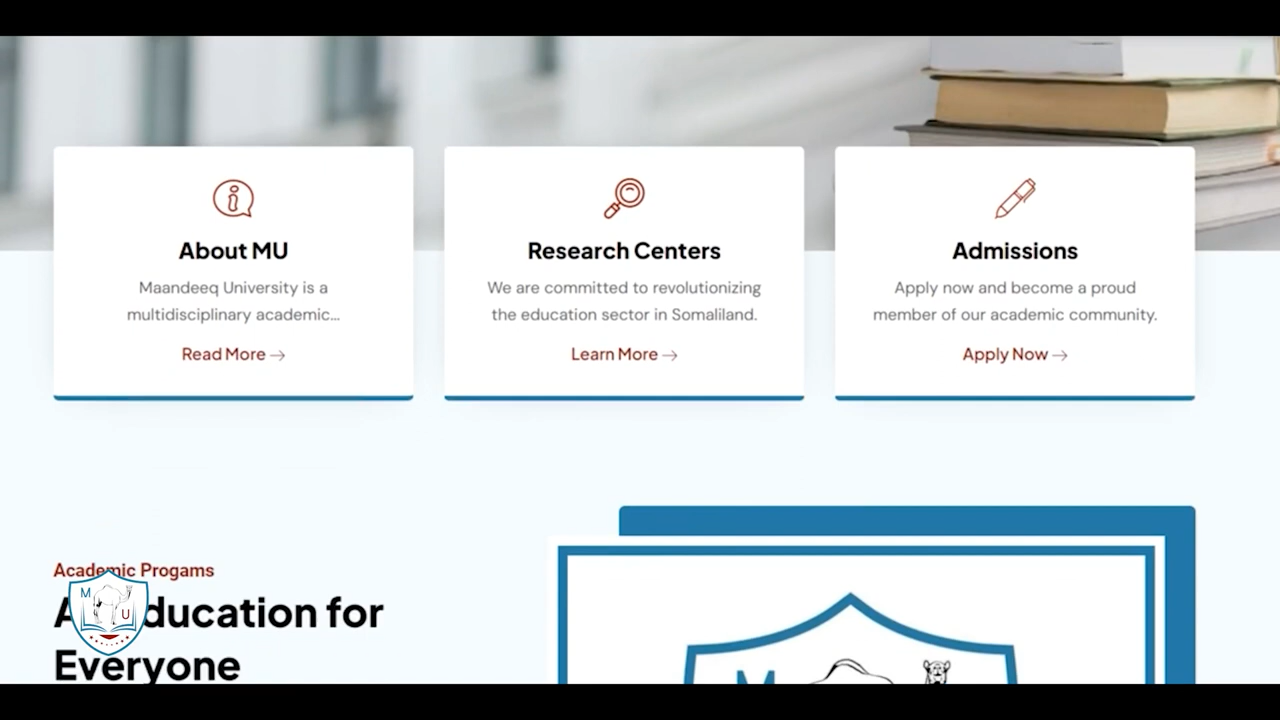 About MU
Maandeeq University is a
multidisciplinary academic...
Read More →
Research Centers
We are committed to revolutionizing
the education sector in Somaliland.
Learn More →
Admissions
Apply now and become a proud
member of our academic community.
Apply Now →
Academic Progams
ducation for
Everyone
M
U
M